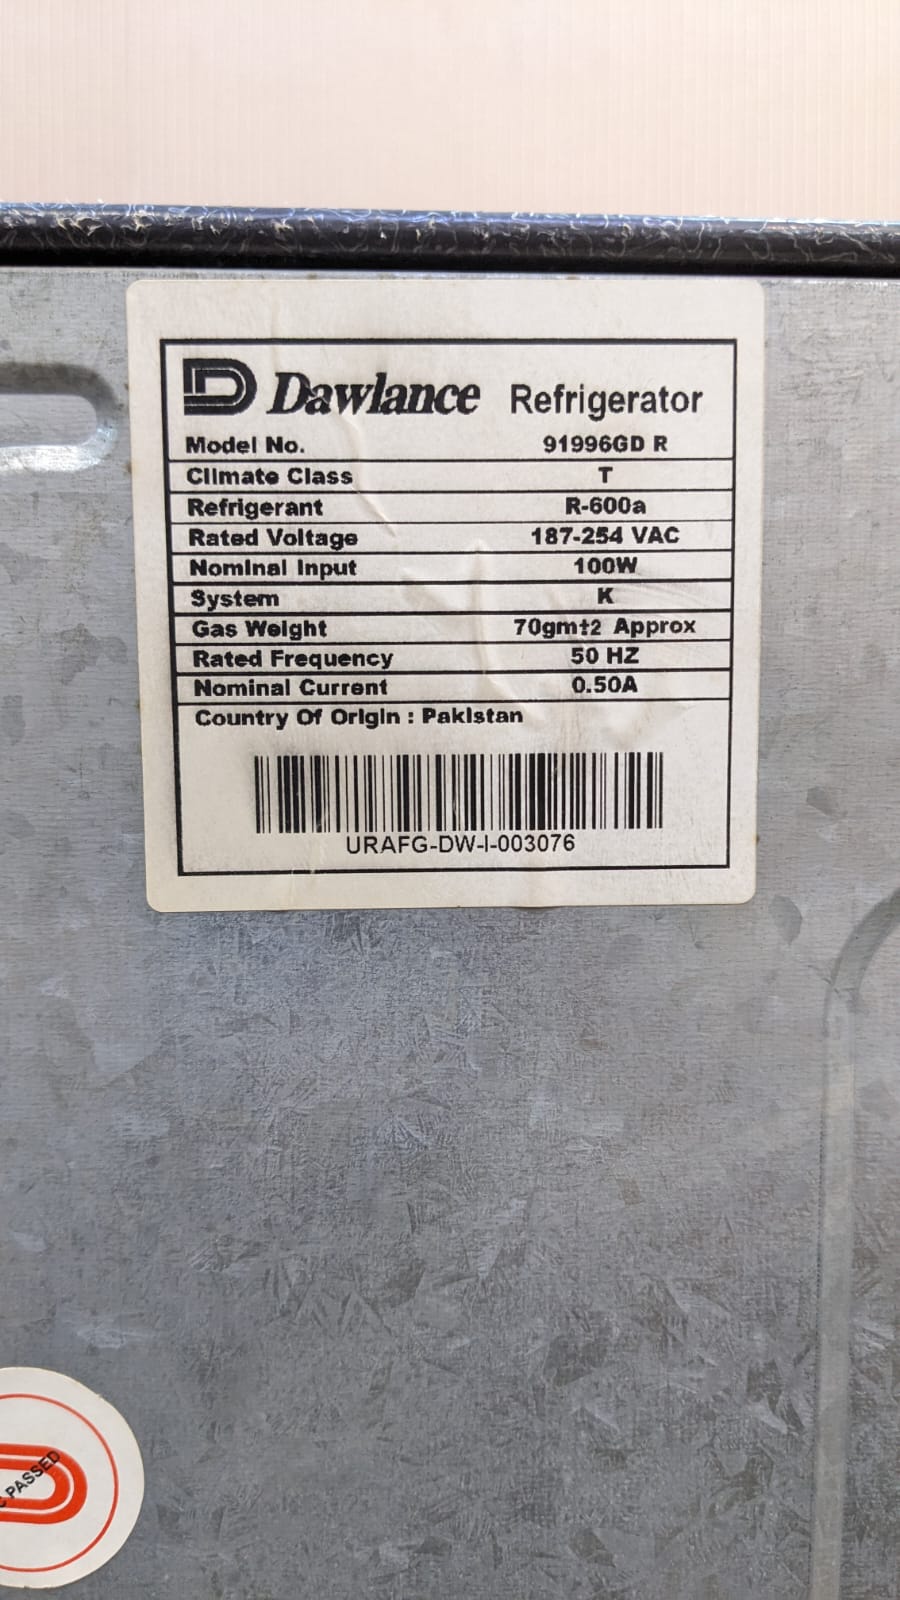 Dawlance Refrigerator
Model No. 91996GD R
Climate Class T
Refrigerant R-600a
Rated Voltage 187-254 VAC
Nominal Input 100W
System K
Gas Weight 70gm±2 Approx
Rated Frequency 50 HZ
Nominal Current 0.50A
Country Of Origin : Pakistan
URAFG-DW-I-003076
PASSED